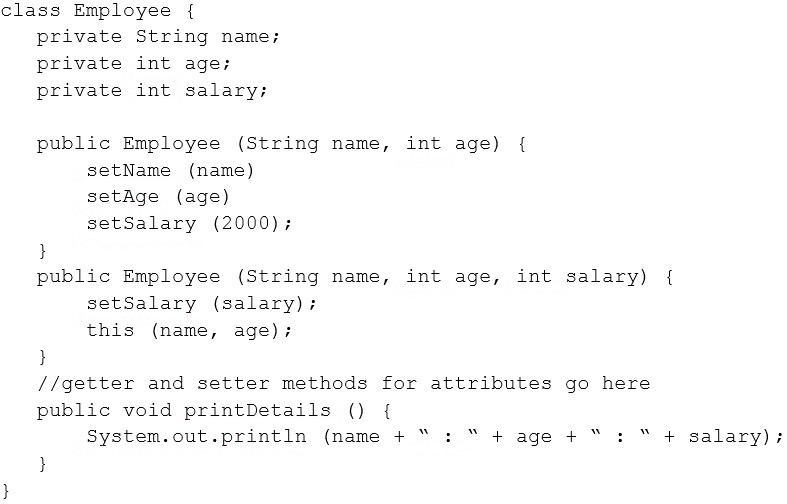 class Employee {
private String name;
private int age;
private int salary;
public Employee (String name, int age) {
setName (name)
setAge (age)
setSalary (2000);
}
public Employee (String name, int age, int salary) {
setSalary (salary);
this (name, age);
}
//getter and setter methods for attributes go here
public void printDetails () {
System.out.println (name + “ : “ + age + “ : “ + salary);
}
}